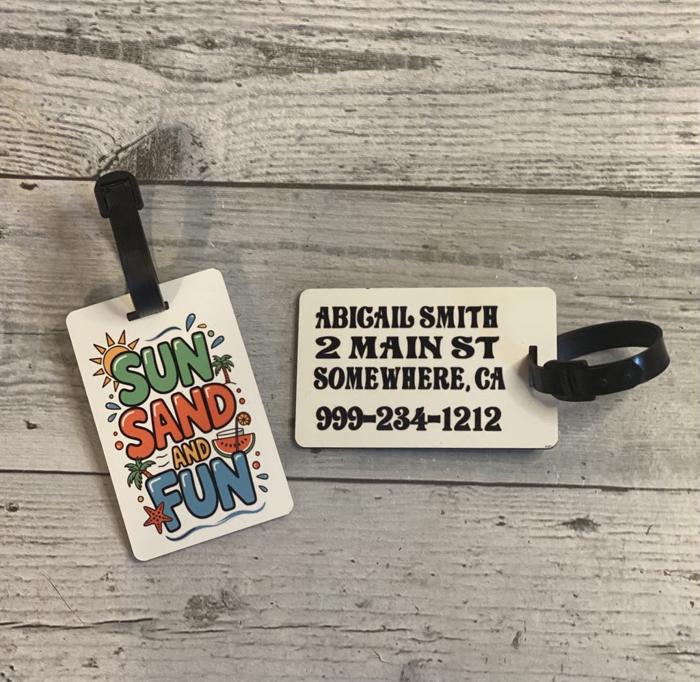 SUN
SAND
AND
FUN
ABIGAIL SMITH
2 MAIN ST
SOMEWHERE, CA
999-234-1212